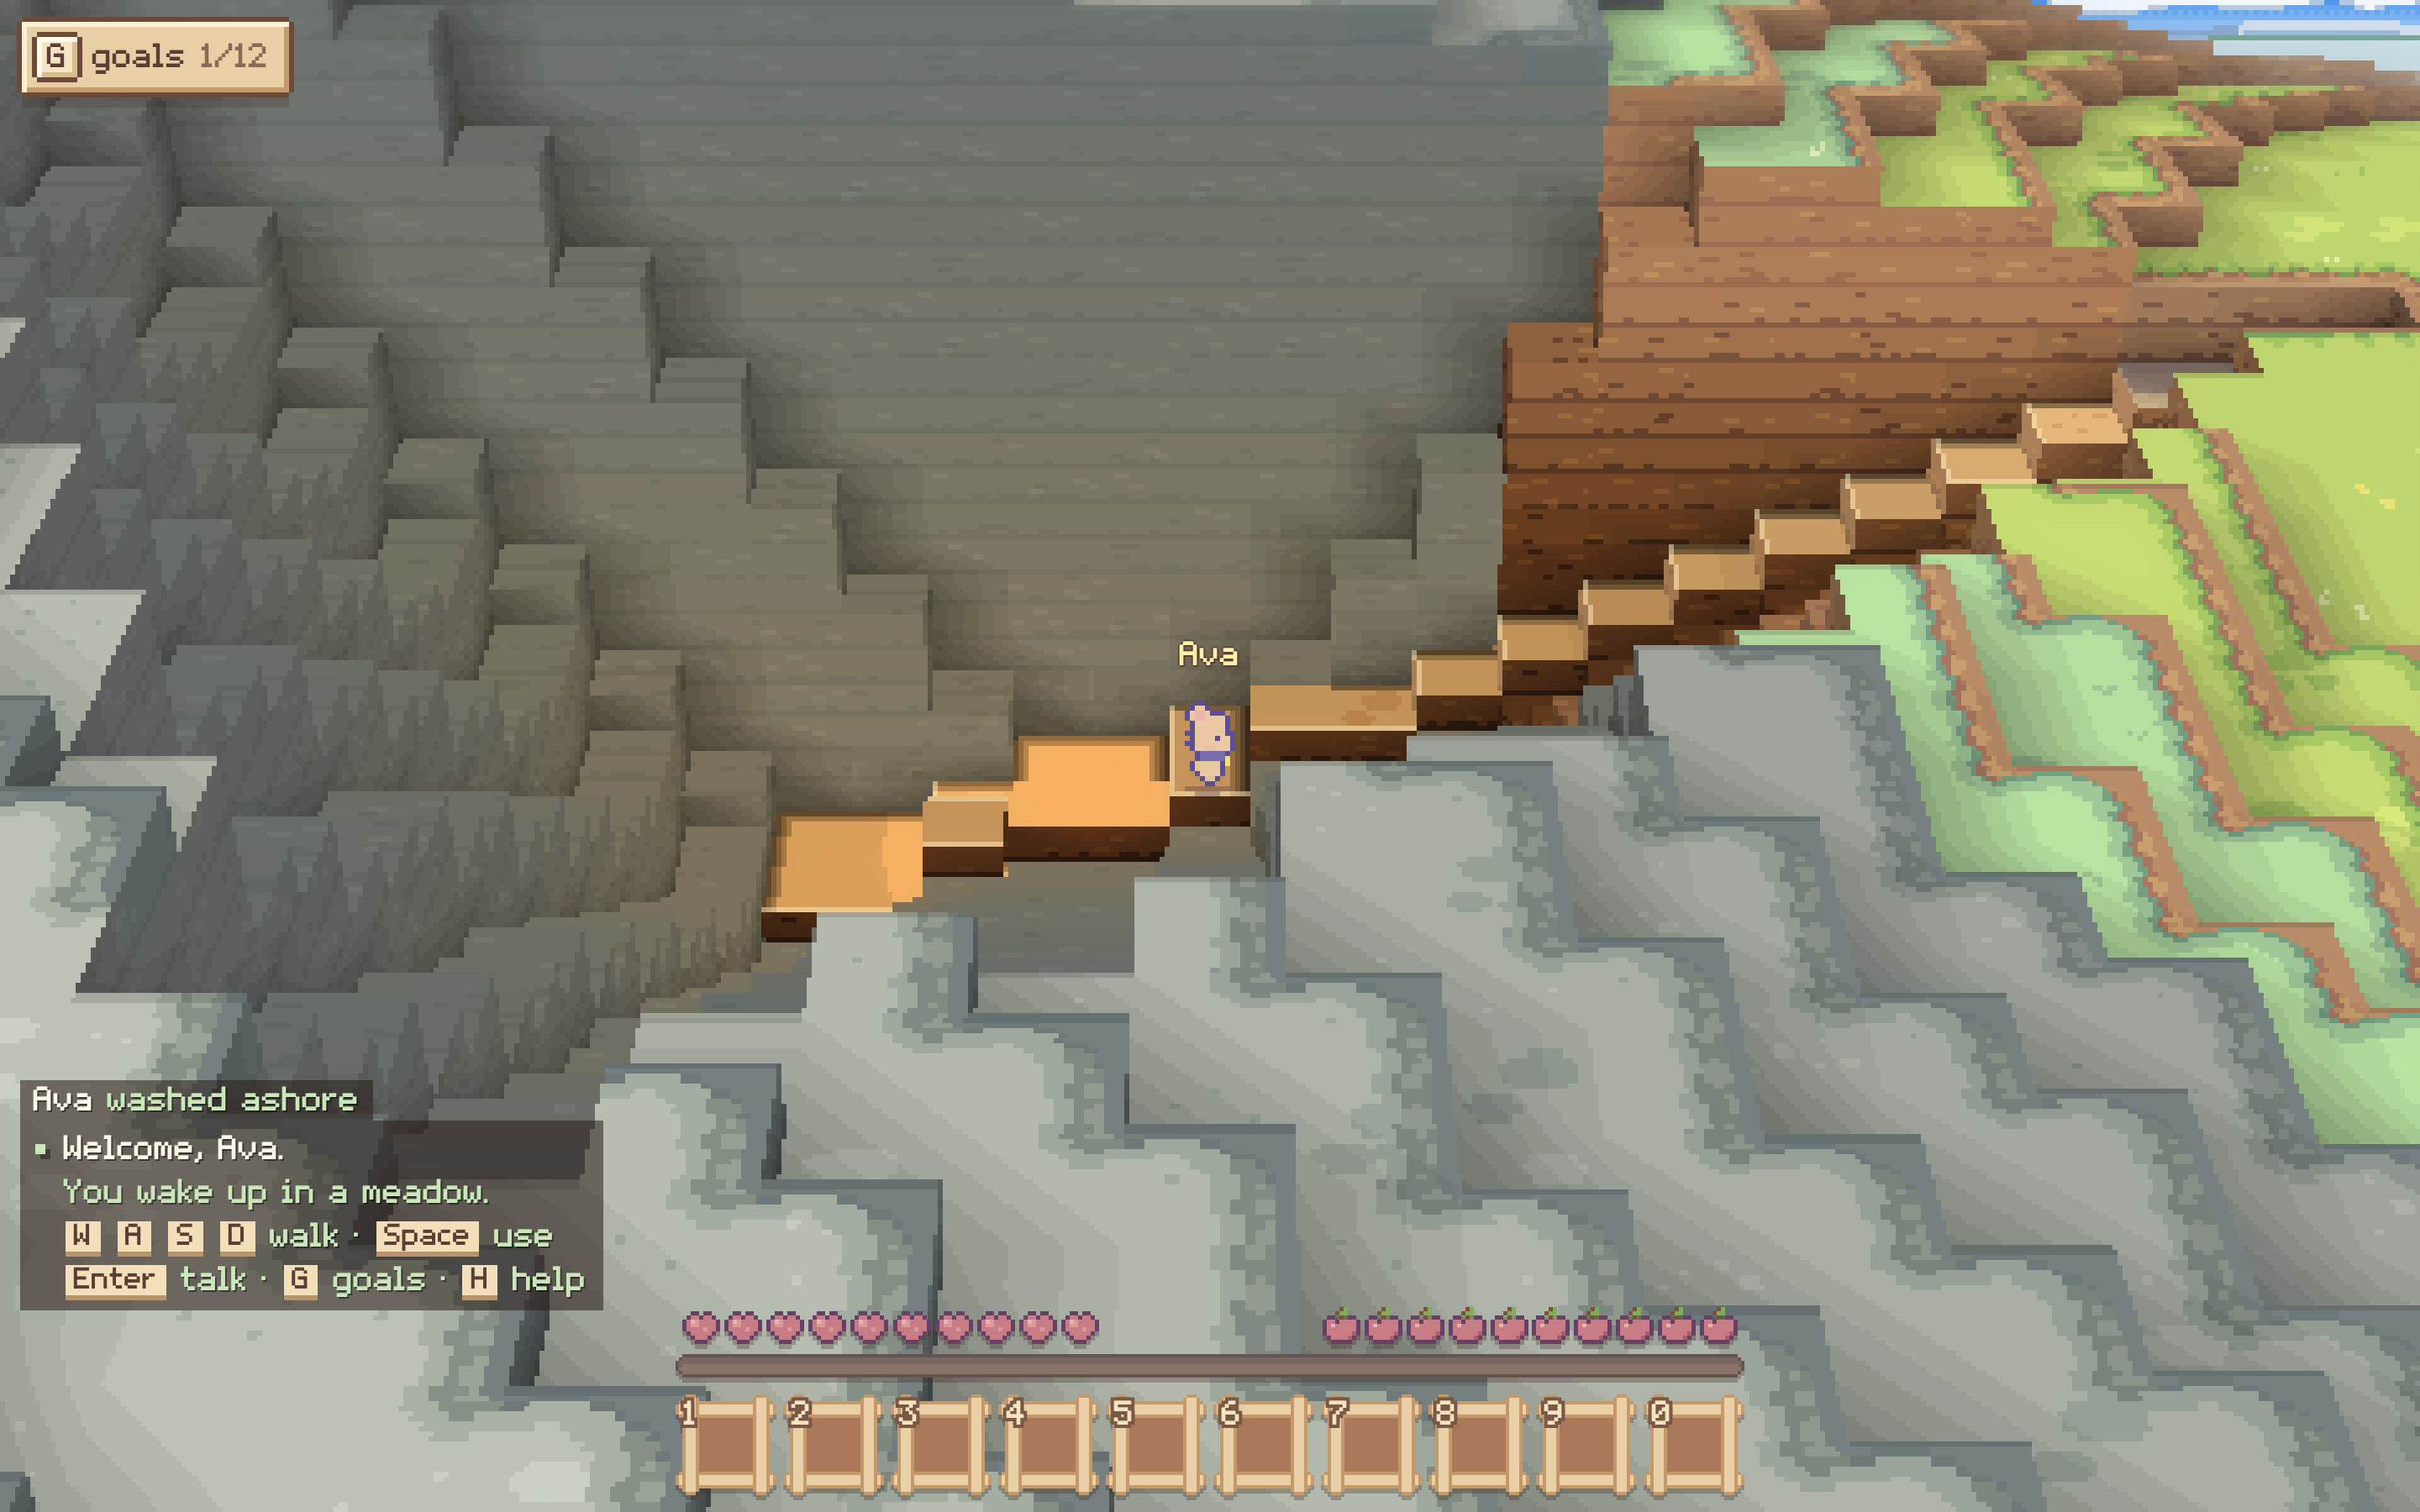 G goals 1/12
Ava
Ava washed ashore
Welcome, Ava.
You wake up in a meadow.
W A S D walk · Space use
Enter talk · G goals · H help
1 2 3 4 5 6 7 8 9 0